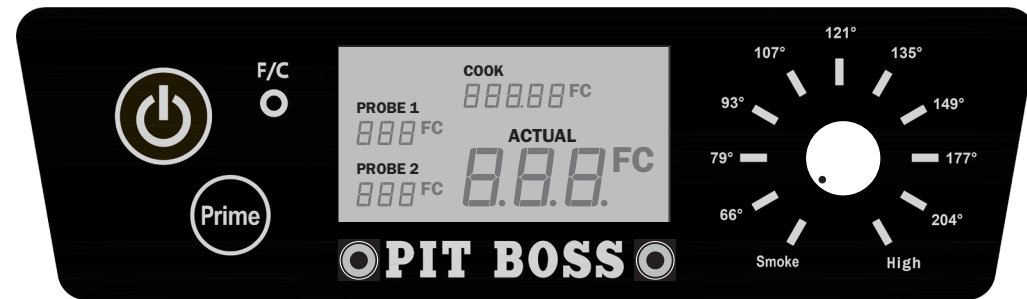 F/C
Prime
COOK
888.88 FC
PROBE 1
888 FC
ACTUAL
8.8.8. FC
PROBE 2
888 FC
PIT BOSS
Smoke
66°
79°
93°
107°
121°
135°
149°
177°
204°
High